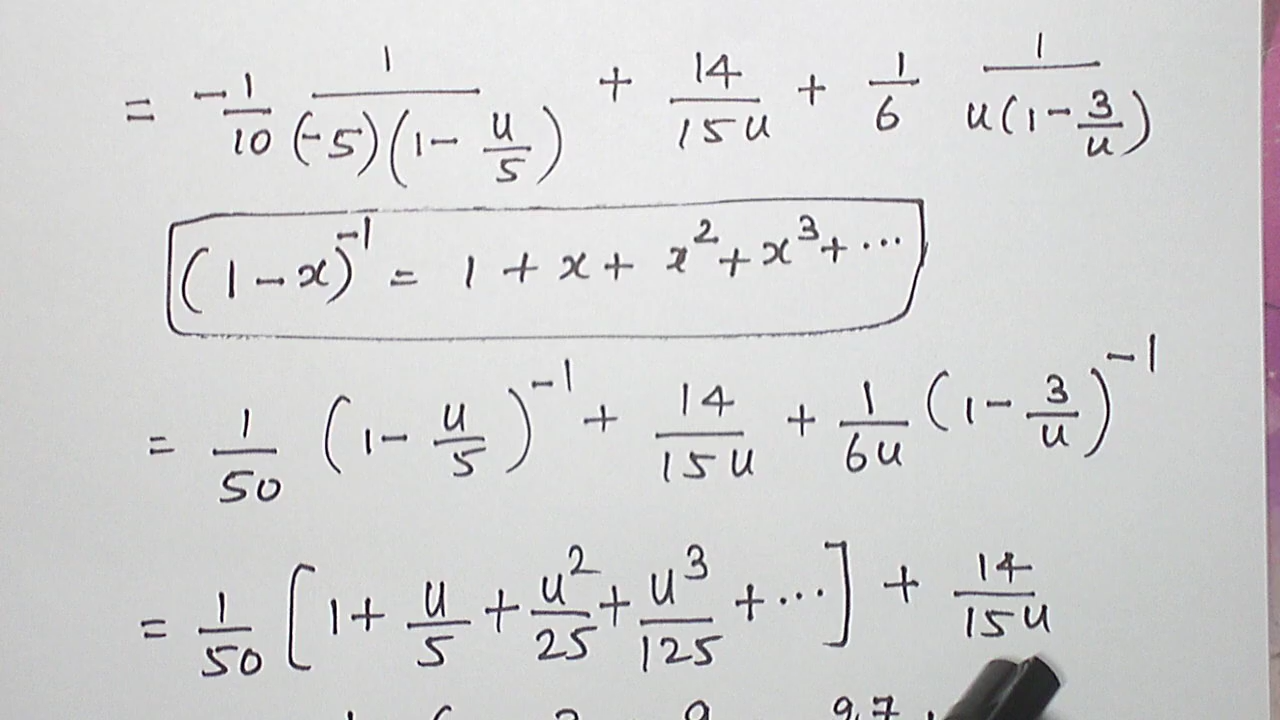 = -1/10 1/((-5)(1 - u/5)) + 14/15u + 1/6 1/(u(1 - 3/u))
(1 - x)^-1 = 1 + x + x^2 + x^3 + ...
= 1/50 (1 - u/5)^-1 + 14/15u + 1/6u (1 - 3/u)^-1
= 1/50 [1 + u/5 + u^2/25 + u^3/125 + ...] + 14/15u